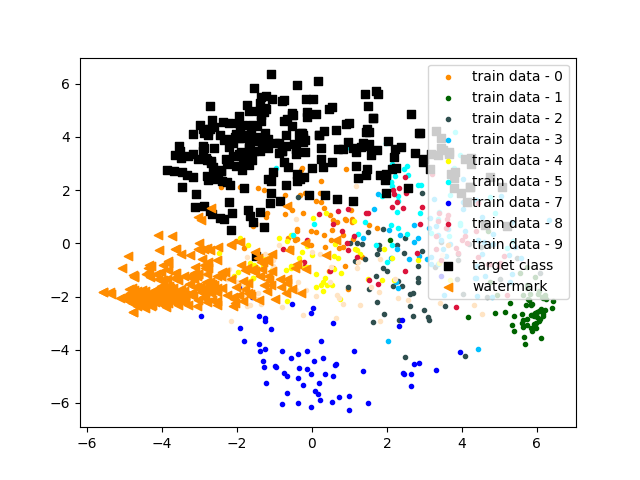 6
4
2
0
−2
−4
−6
−6
−4
−2
0
2
4
6
train data - 0
train data - 1
train data - 2
train data - 3
train data - 4
train data - 5
train data - 7
train data - 8
train data - 9
target class
watermark